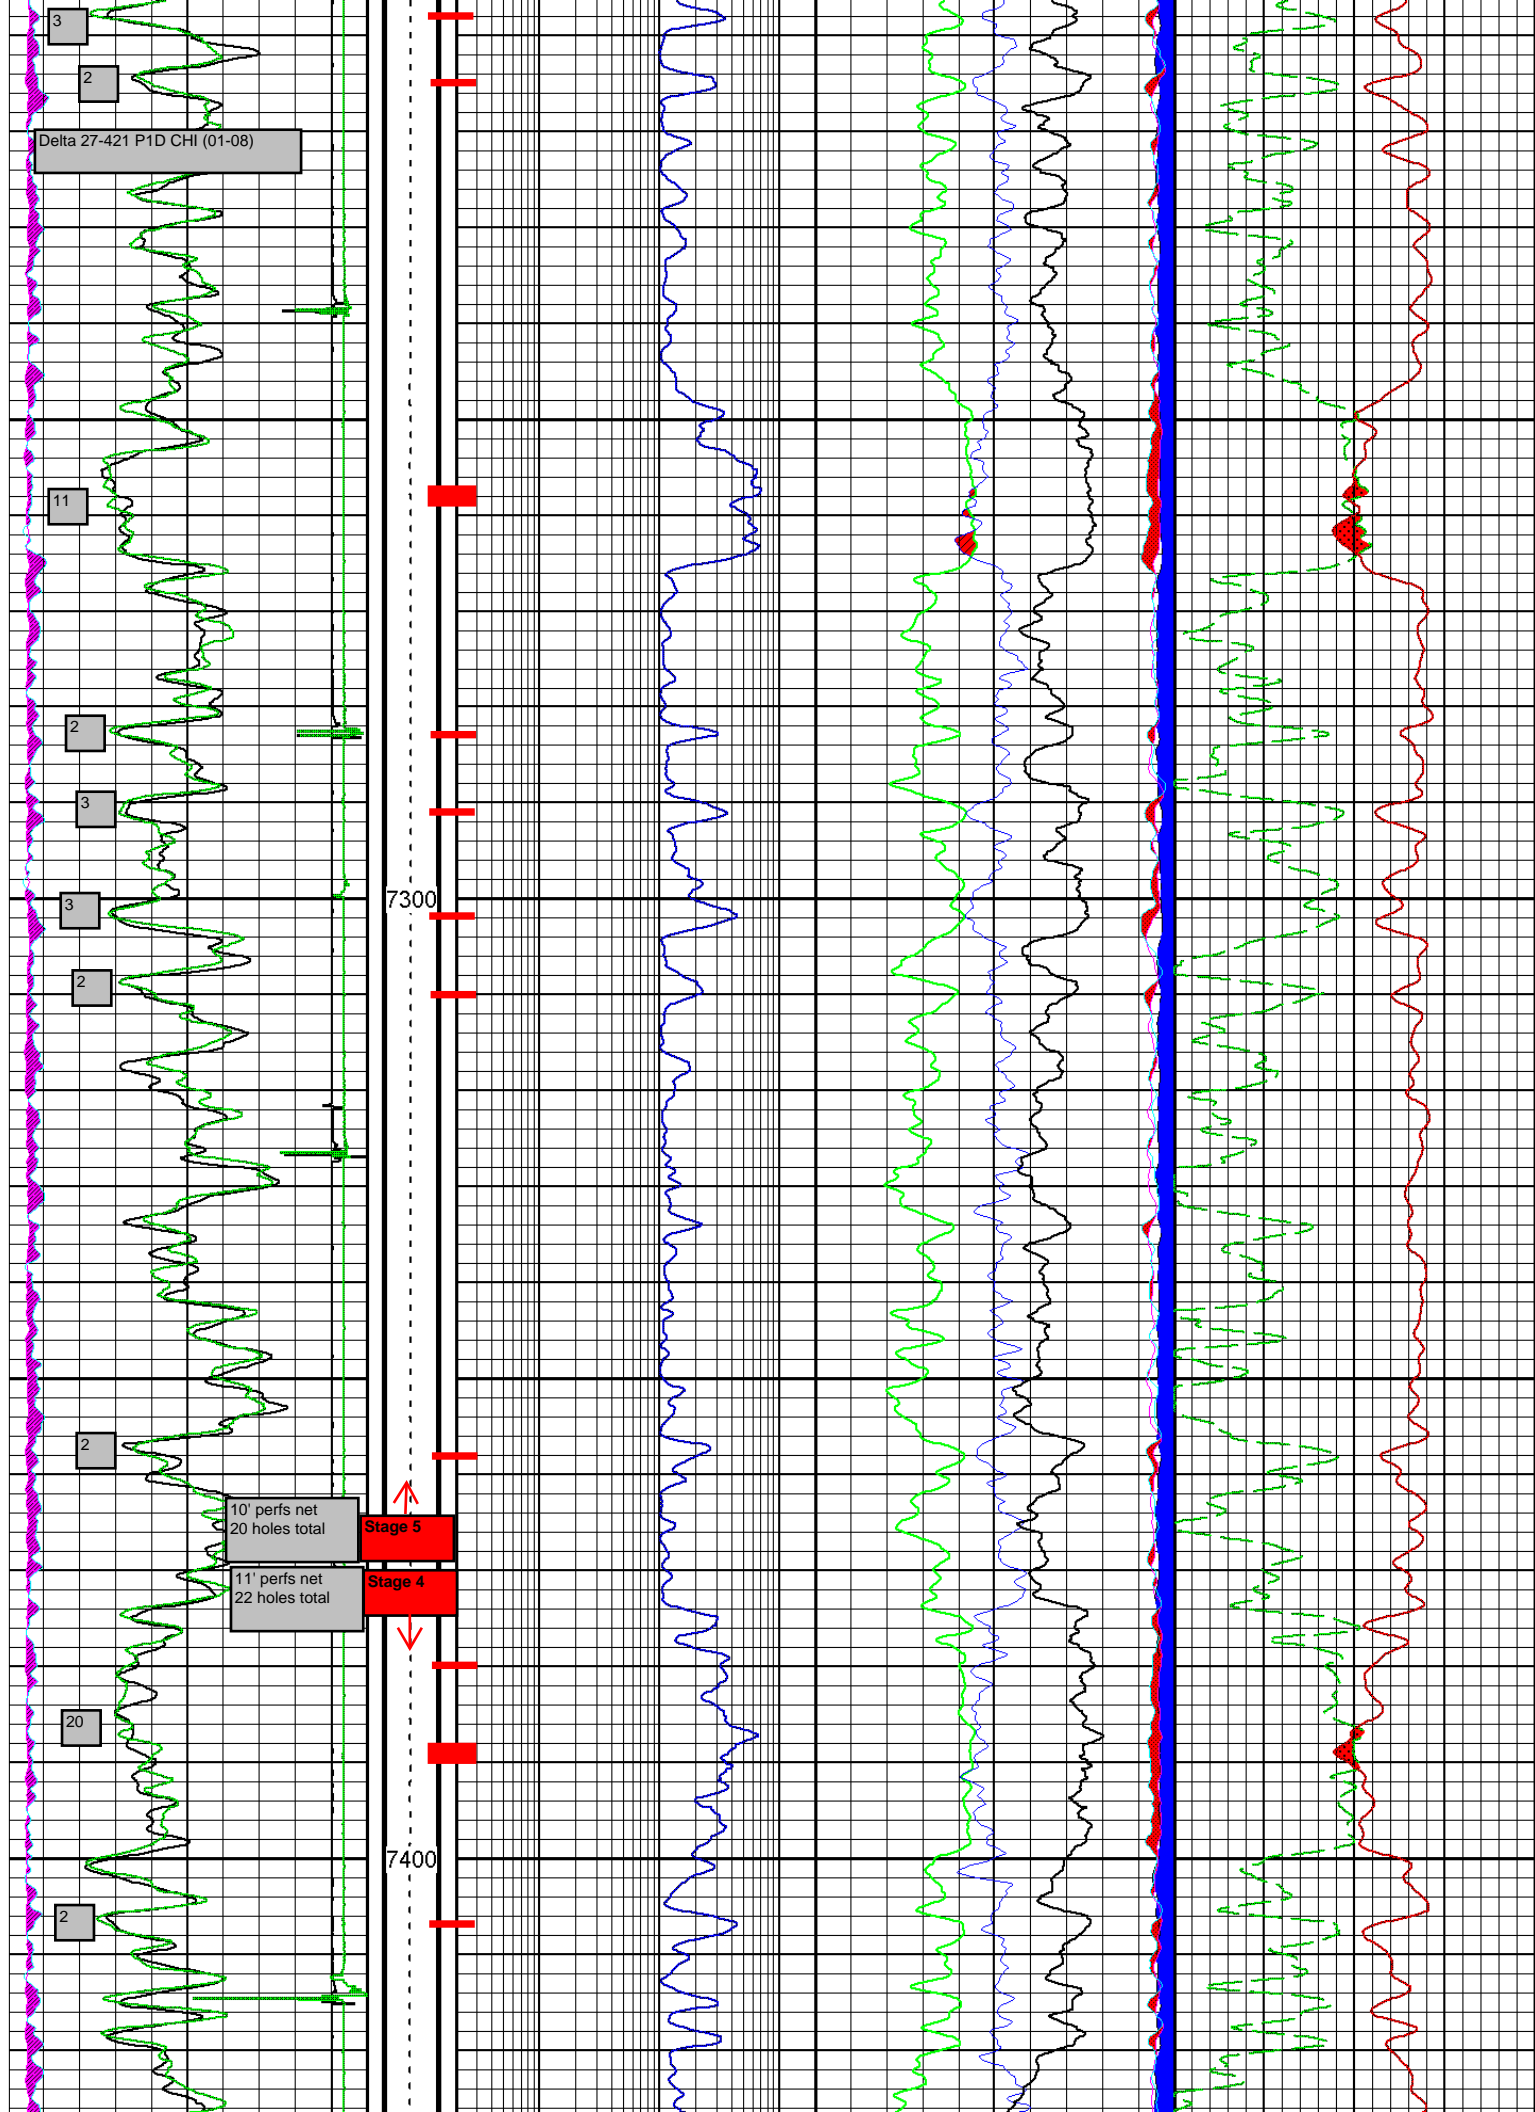 3
2
Delta 27-421 P1D CHI (01-08)
11
2
3
7300
3
2
2
10' perfs net
20 holes total
Stage 5
11' perfs net
22 holes total
Stage 4
20
7400
2